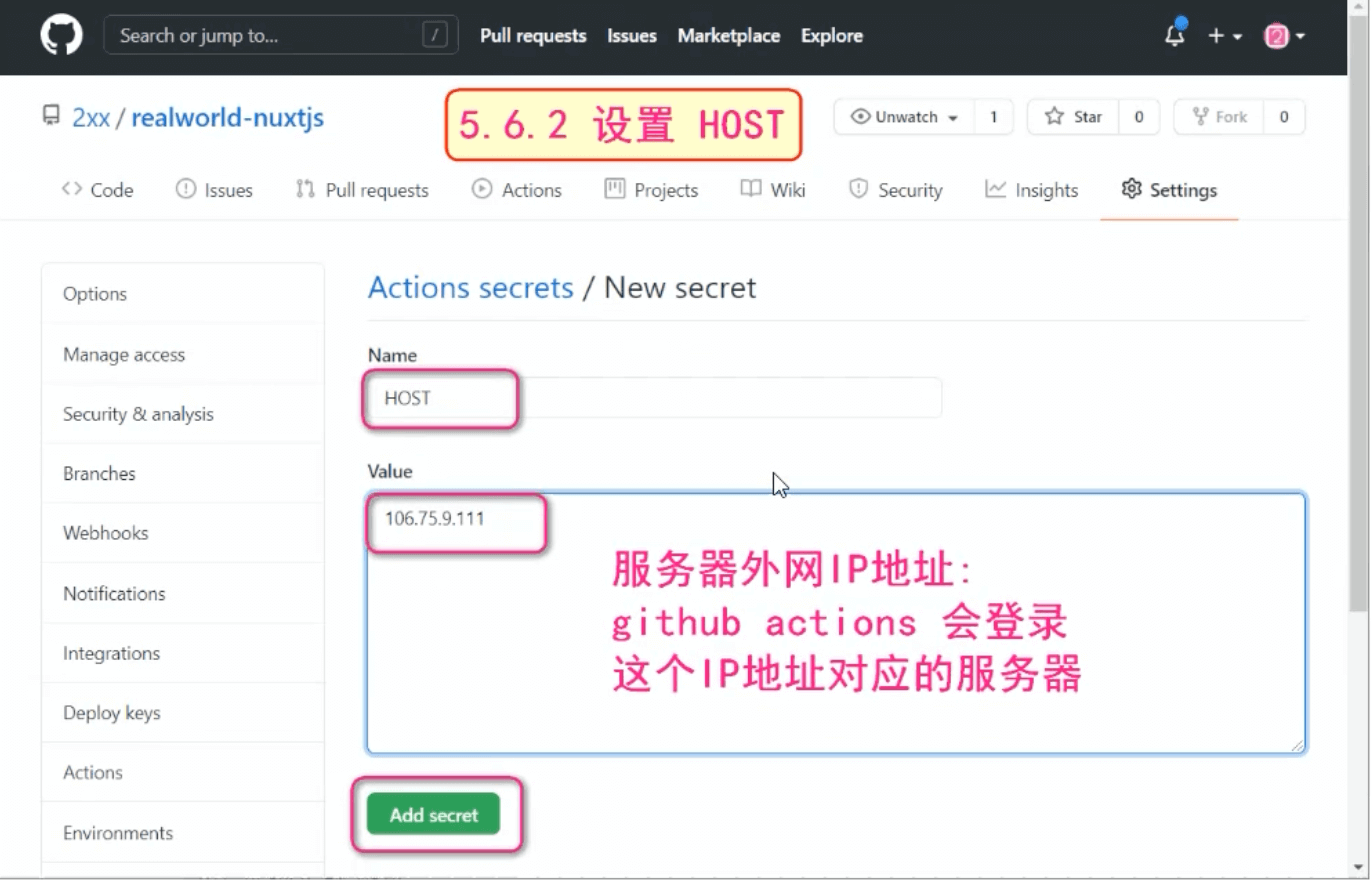 Search or jump to... /
Pull requests Issues Marketplace Explore
2xx / realworld-nuxtjs
5.6.2 设置 HOST
Unwatch 1 Star 0 Fork 0
Code Issues Pull requests Actions Projects Wiki Security Insights Settings
Options
Manage access
Security & analysis
Branches
Webhooks
Notifications
Integrations
Deploy keys
Actions
Environments
Actions secrets / New secret
Name
HOST
Value
106.75.9.111
服务器外网IP地址:
github actions 会登录
这个IP地址对应的服务器
Add secret